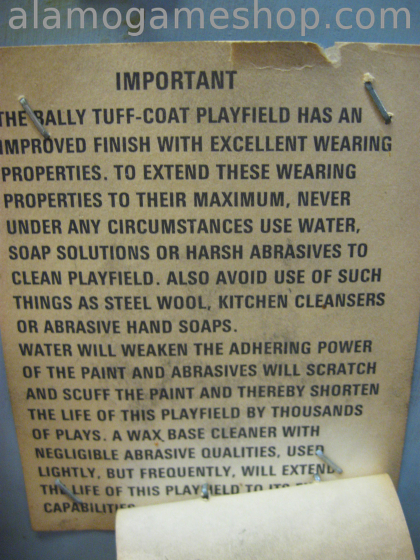 alamogameshop.com
IMPORTANT
THE BALLY TUFF-COAT PLAYFIELD HAS AN
IMPROVED FINISH WITH EXCELLENT WEARING
PROPERTIES. TO EXTEND THESE WEARING
PROPERTIES TO THEIR MAXIMUM, NEVER
UNDER ANY CIRCUMSTANCES USE WATER,
SOAP SOLUTIONS OR HARSH ABRASIVES TO
CLEAN PLAYFIELD. ALSO AVOID USE OF SUCH
THINGS AS STEEL WOOL, KITCHEN CLEANSERS
OR ABRASIVE HAND SOAPS.
WATER WILL WEAKEN THE ADHERING POWER
OF THE PAINT AND ABRASIVES WILL SCRATCH
AND SCUFF THE PAINT AND THEREBY SHORTEN
THE LIFE OF THIS PLAYFIELD BY THOUSANDS
OF PLAYS. A WAX BASE CLEANER WITH
NEGLIGIBLE ABRASIVE QUALITIES, USED
LIGHTLY, BUT FREQUENTLY, WILL EXTEND
THE LIFE OF THIS PLAYFIELD TO ITS
CAPABILITIES